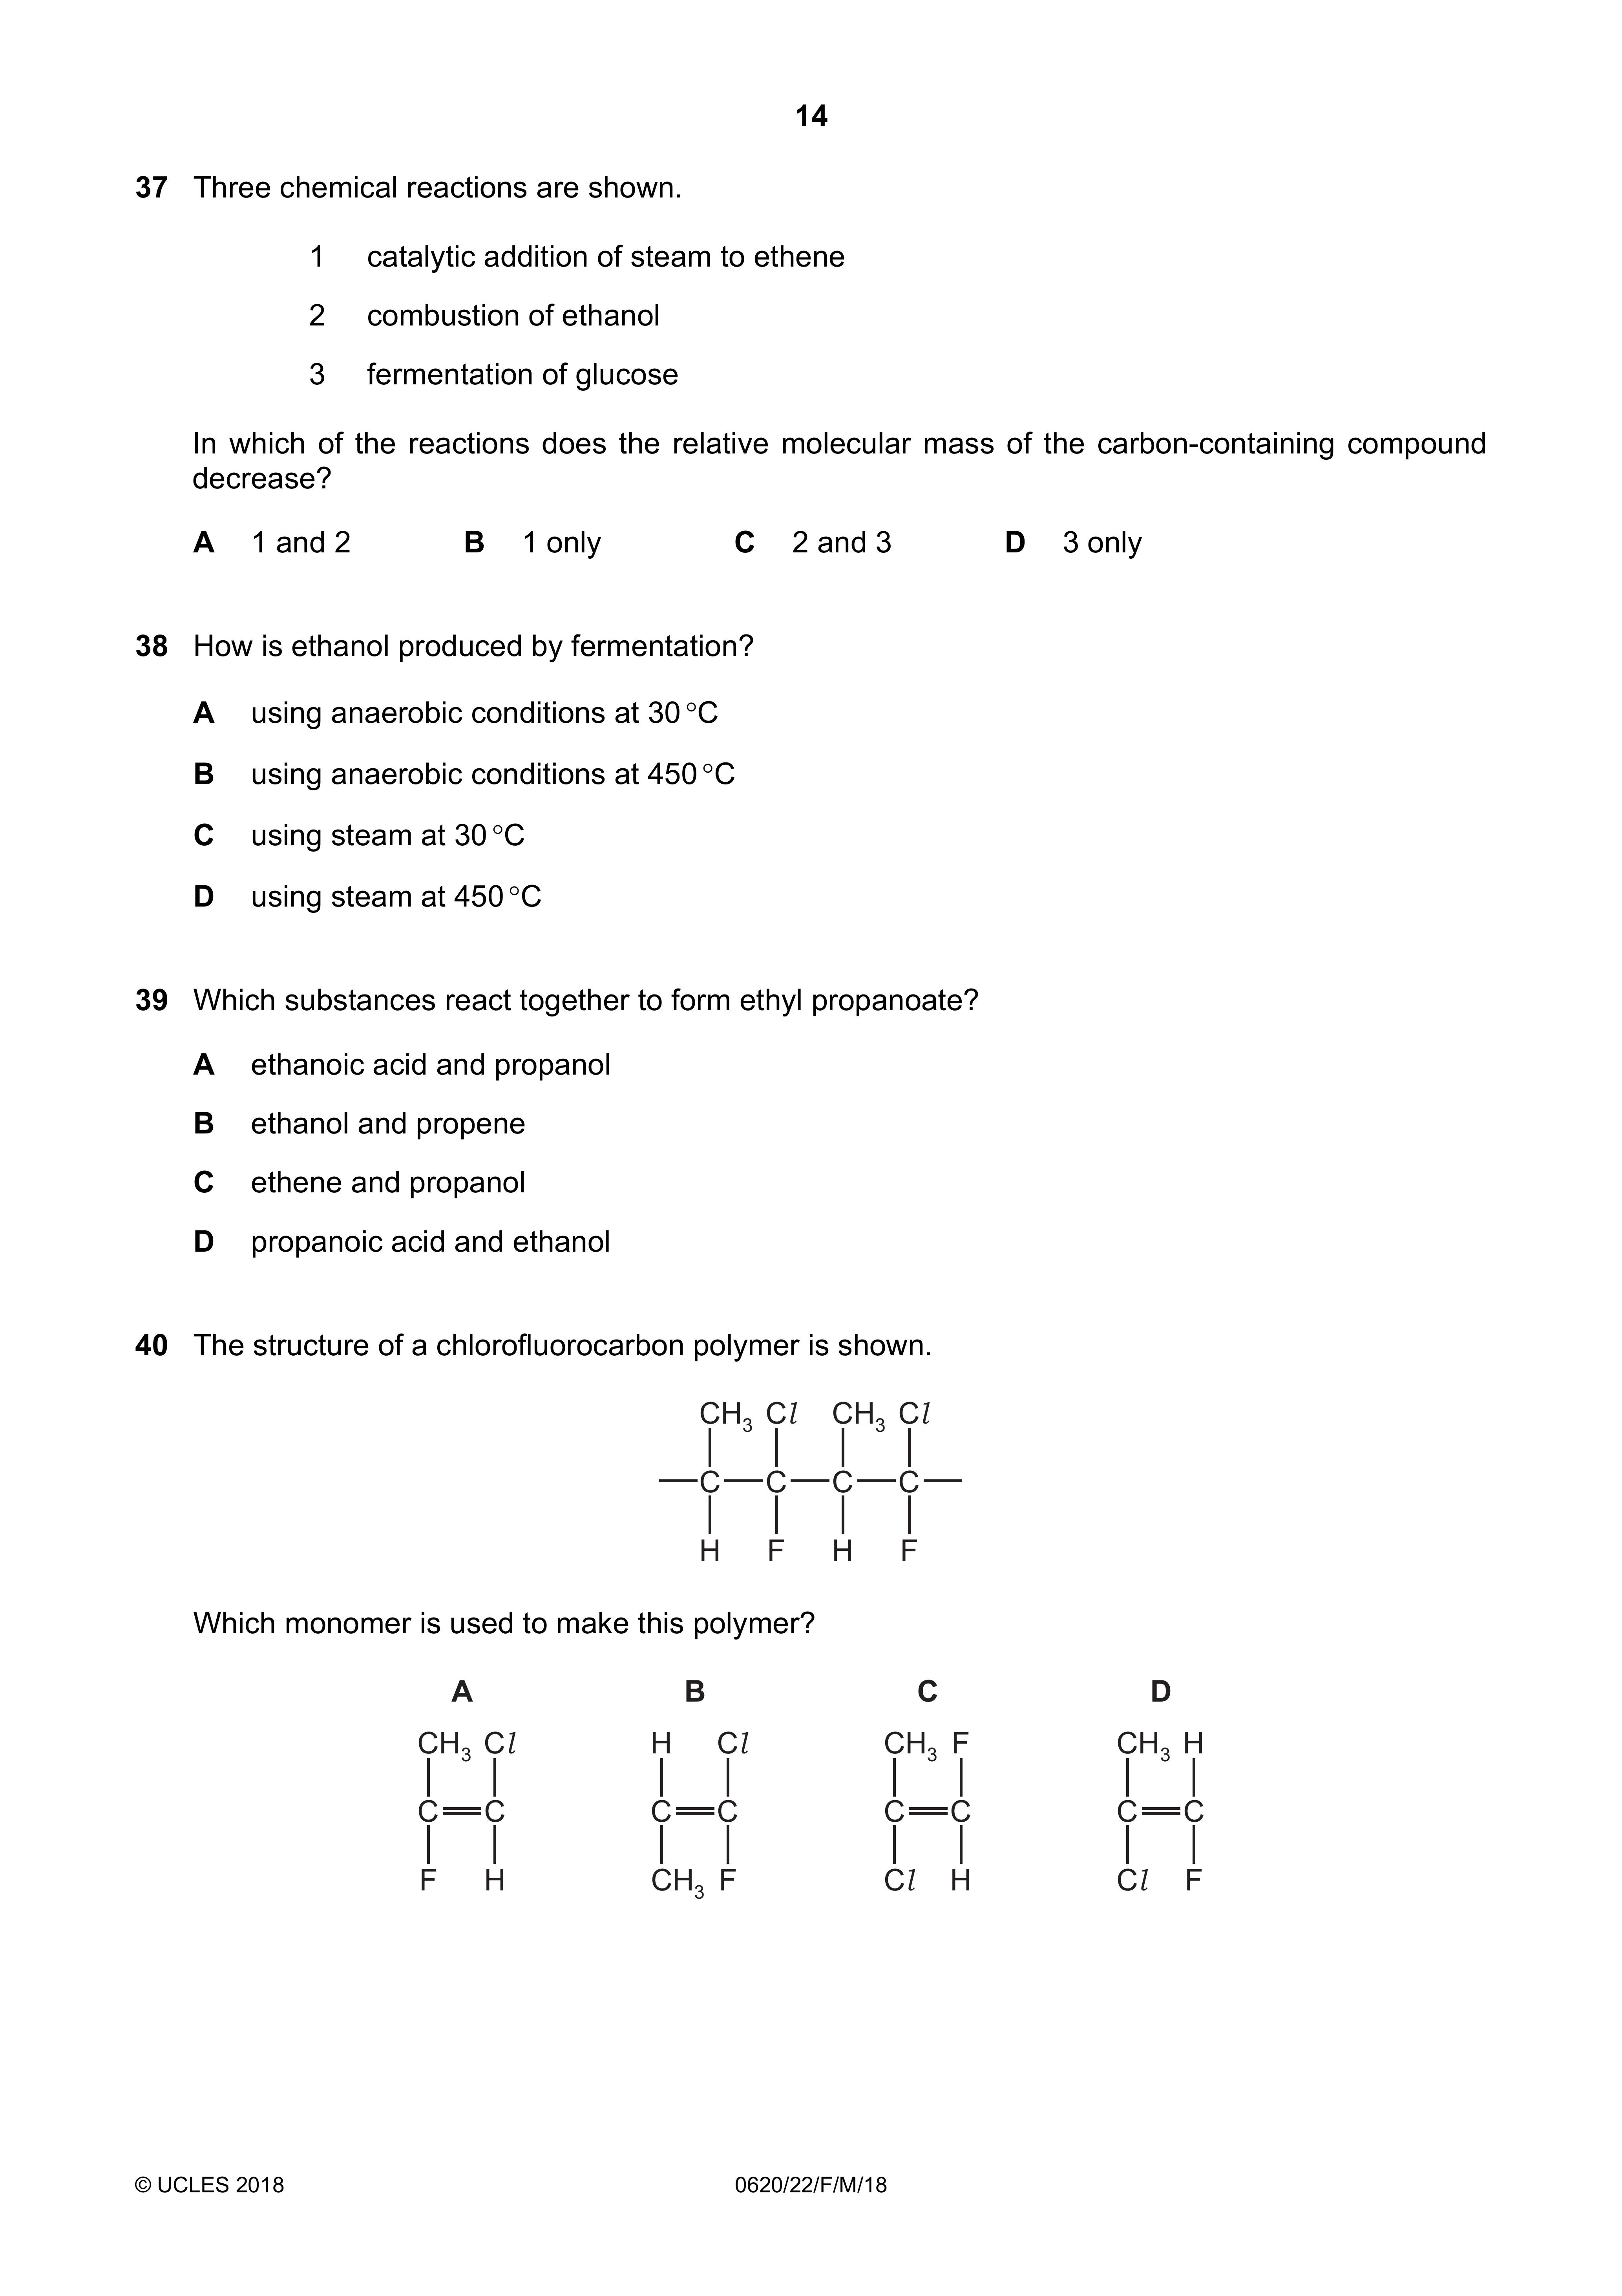 14
37 Three chemical reactions are shown.
1 catalytic addition of steam to ethene
2 combustion of ethanol
3 fermentation of glucose
In which of the reactions does the relative molecular mass of the carbon-containing compound
decrease?
A 1 and 2 B 1 only C 2 and 3 D 3 only
38 How is ethanol produced by fermentation?
A using anaerobic conditions at 30 °C
B using anaerobic conditions at 450 °C
C using steam at 30 °C
D using steam at 450 °C
39 Which substances react together to form ethyl propanoate?
A ethanoic acid and propanol
B ethanol and propene
C ethene and propanol
D propanoic acid and ethanol
40 The structure of a chlorofluorocarbon polymer is shown.
CH3 Cl CH3 Cl
C C C C
H F H F
Which monomer is used to make this polymer?
A B C D
CH3 Cl H Cl CH3 F CH3 H
C C C C C C C C
F H CH3 F Cl H Cl F
© UCLES 2018 0620/22/F/M/18